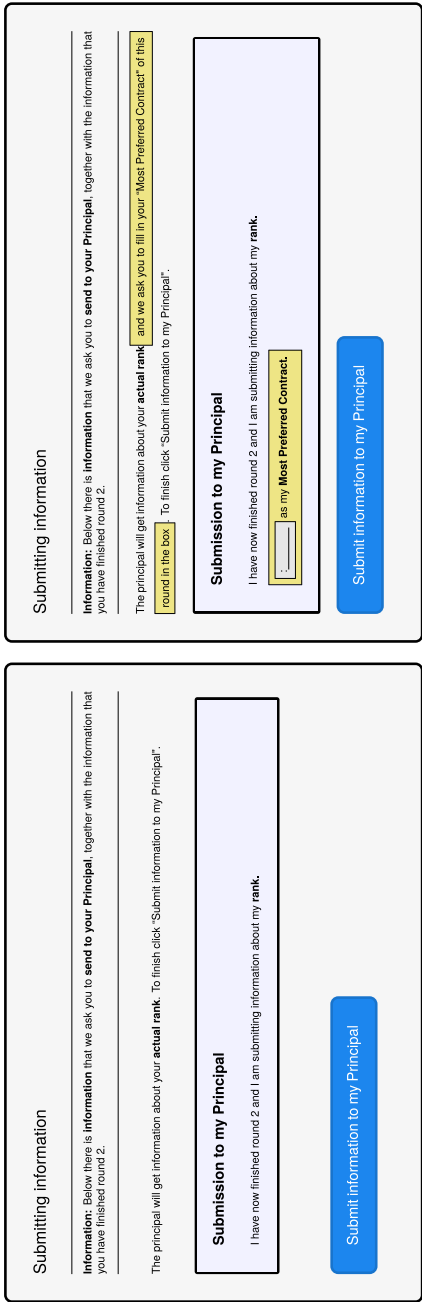 Submitting information
Information: Below there is information that we ask you to send to your Principal, together with the information that
you have finished round 2.
The principal will get information about your actual rank. To finish click “Submit information to my Principal”.
Submission to my Principal
I have now finished round 2 and I am submitting information about my rank.
Submit information to my Principal
Submitting information
Information: Below there is information that we ask you to send to your Principal, together with the information that
you have finished round 2.
The principal will get information about your actual rank and we ask you to fill in your “Most Preferred Contract” of this
round in the box . To finish click “Submit information to my Principal”.
Submission to my Principal
I have now finished round 2 and I am submitting information about my rank.
:____ as my Most Preferred Contract.
Submit information to my Principal